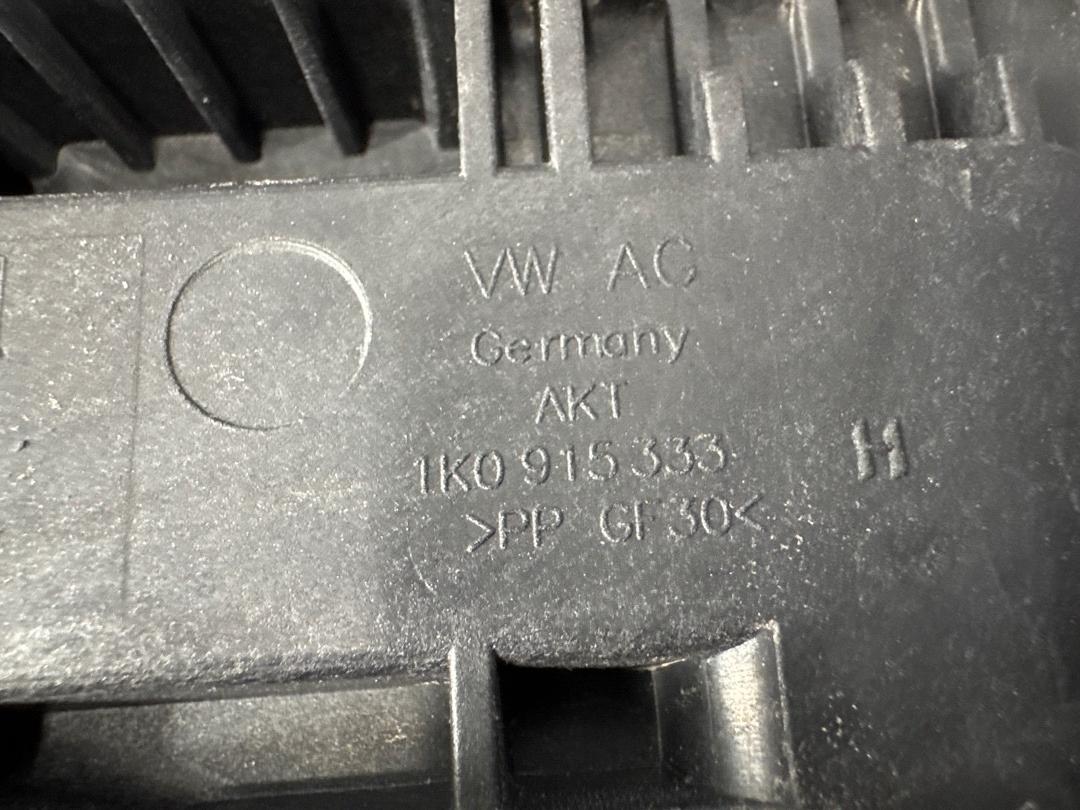 VW AG
Germany
AKT
1K0 915 333 H
>PP GF30<